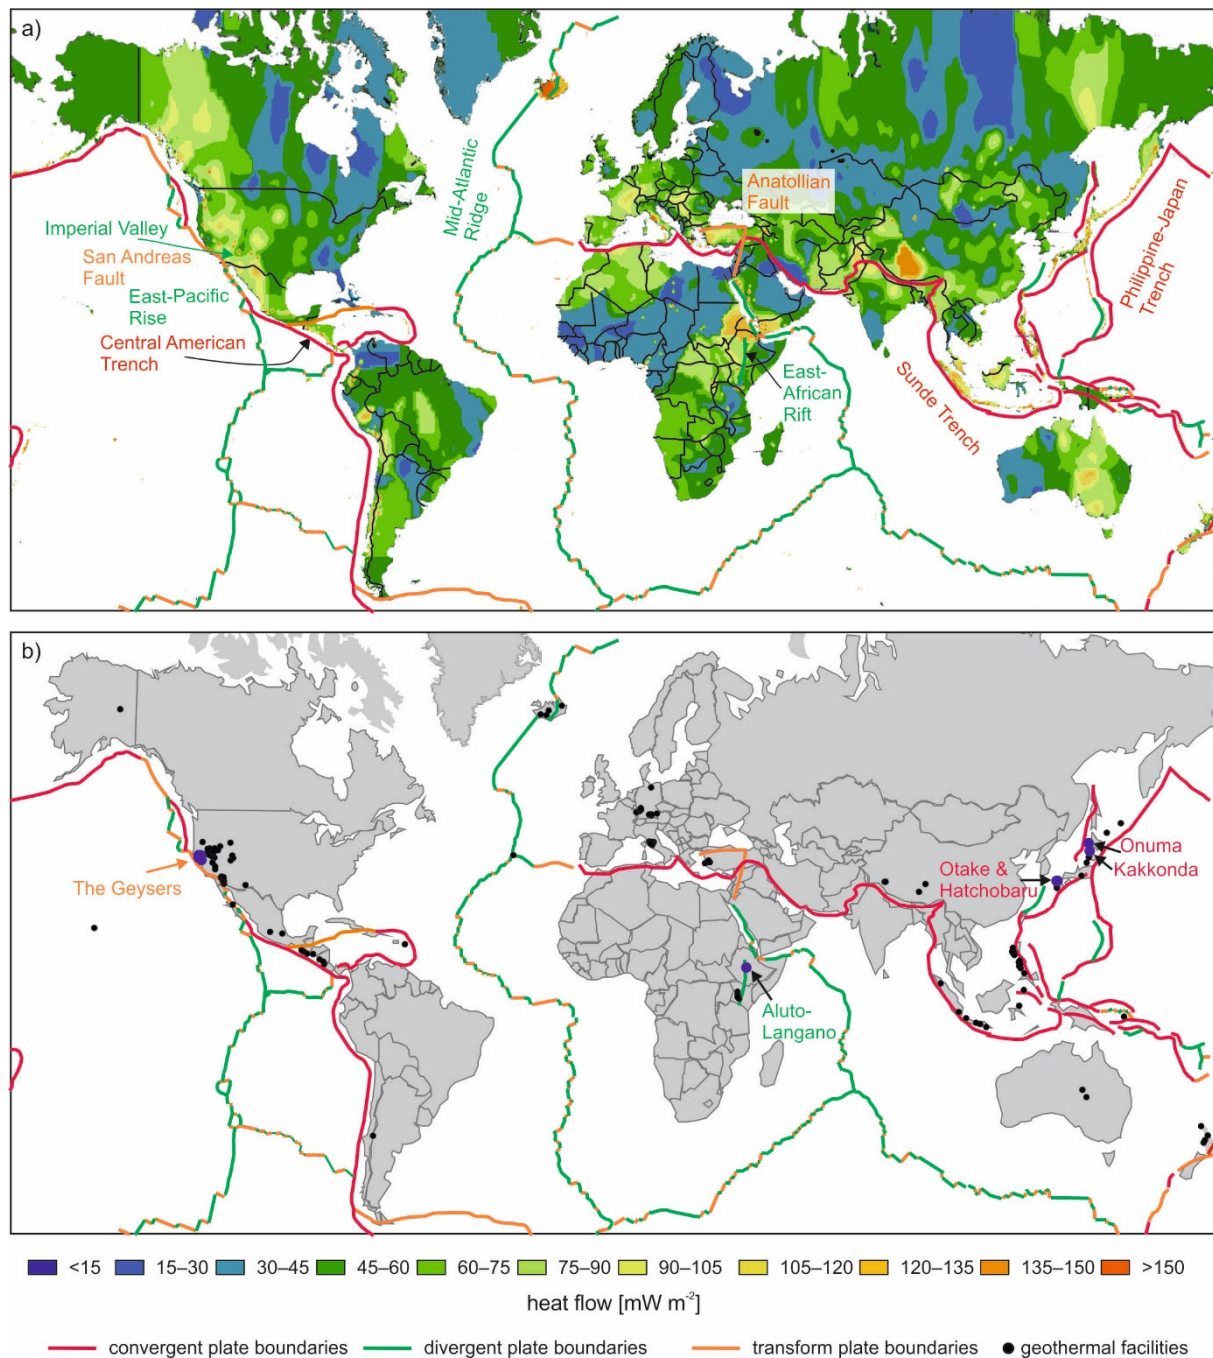 a)
Mid-Atlantic
Ridge
Anatollian
Fault
Imperial Valley
San Andreas
Fault
East-Pacific
Rise
Central American
Trench
East-
African
Rift
Sunde Trench
Philippine-Japan
Trench
b)
The Geysers
Onuma
Kakkonda
Otake &
Hatchobaru
Aluto-
Langano
<15 15–30 30–45 45–60 60–75 75–90 90–105 105–120 120–135 135–150 >150
heat flow [mW m⁻²]
convergent plate boundaries divergent plate boundaries transform plate boundaries geothermal facilities